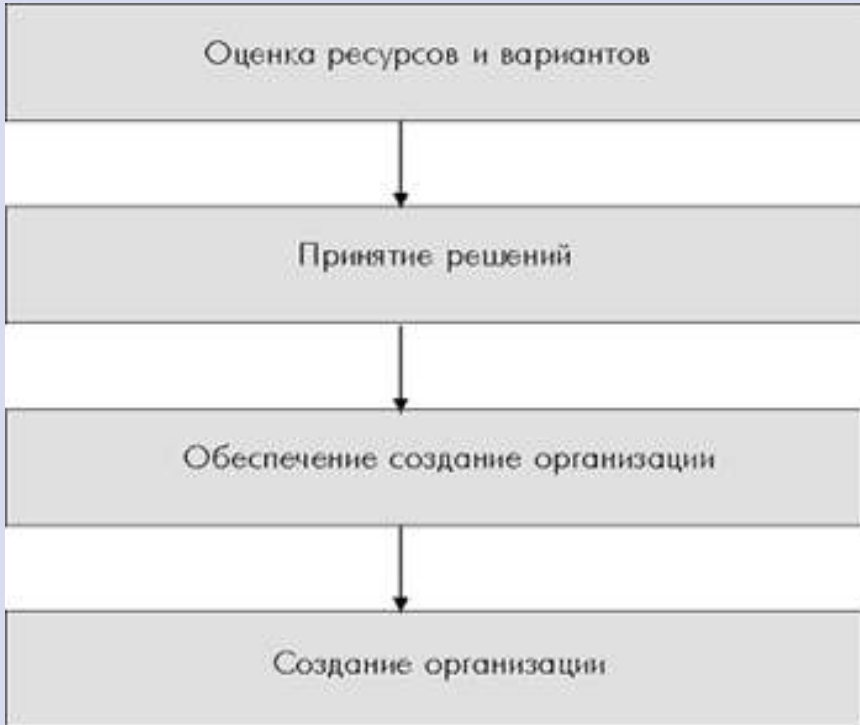 Оценка ресурсов и вариантов
Принятие решений
Обеспечение создание организации
Создание организации